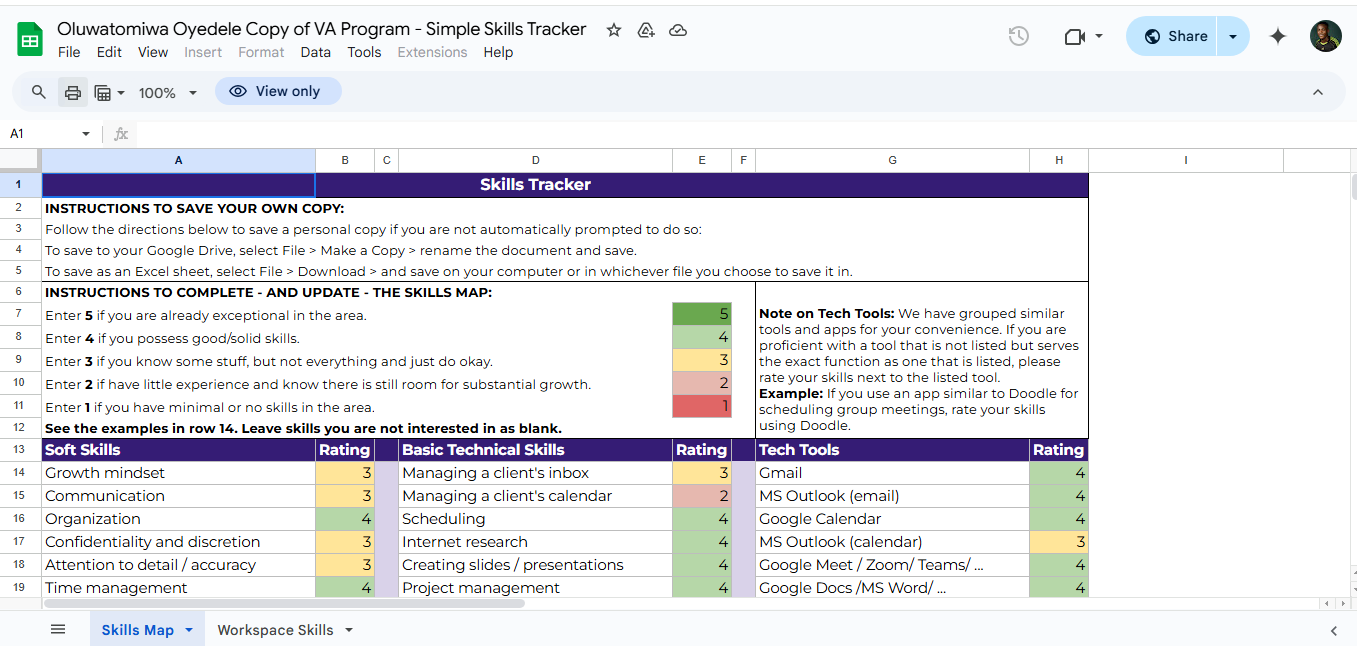 Oluwatomiwa Oyedele Copy of VA Program - Simple Skills Tracker
File Edit View Insert Format Data Tools Extensions Help
Share
100% View only
A1 fx
A B C D E F G H I
1 Skills Tracker
2 INSTRUCTIONS TO SAVE YOUR OWN COPY:
3 Follow the directions below to save a personal copy if you are not automatically prompted to do so:
4 To save to your Google Drive, select File > Make a Copy > rename the document and save.
5 To save as an Excel sheet, select File > Download > and save on your computer or in whichever file you choose to save it in.
6 INSTRUCTIONS TO COMPLETE - AND UPDATE - THE SKILLS MAP:
7 Enter 5 if you are already exceptional in the area. 5
8 Enter 4 if you possess good/solid skills. 4
9 Enter 3 if you know some stuff, but not everything and just do okay. 3
10 Enter 2 if have little experience and know there is still room for substantial growth. 2
11 Enter 1 if you have minimal or no skills in the area. 1
12 See the examples in row 14. Leave skills you are not interested in as blank.
Note on Tech Tools: We have grouped similar
tools and apps for your convenience. If you are
proficient with a tool that is not listed but serves
the exact function as one that is listed, please
rate your skills next to the listed tool.
Example: If you use an app similar to Doodle for
scheduling group meetings, rate your skills
using Doodle.
13 Soft Skills Rating Basic Technical Skills Rating Tech Tools Rating
14 Growth mindset 3 Managing a client's inbox 3 Gmail 4
15 Communication 3 Managing a client's calendar 2 MS Outlook (email) 4
16 Organization 4 Scheduling 4 Google Calendar 4
17 Confidentiality and discretion 3 Internet research 4 MS Outlook (calendar) 3
18 Attention to detail / accuracy 3 Creating slides / presentations 4 Google Meet / Zoom/ Teams/ ... 4
19 Time management 4 Project management 4 Google Docs /MS Word/ ... 4
Skills Map Workspace Skills